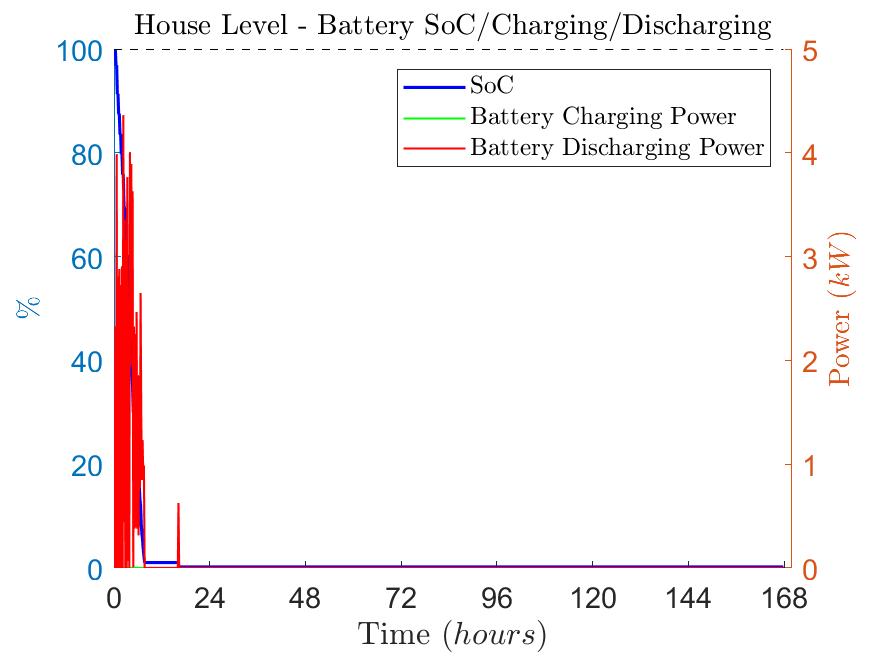 House Level - Battery SoC/Charging/Discharging
100
80
60
40
20
0
%
SoC
Battery Charging Power
Battery Discharging Power
5
4
3
2
1
0
Power (kW)
0 24 48 72 96 120 144 168
Time (hours)